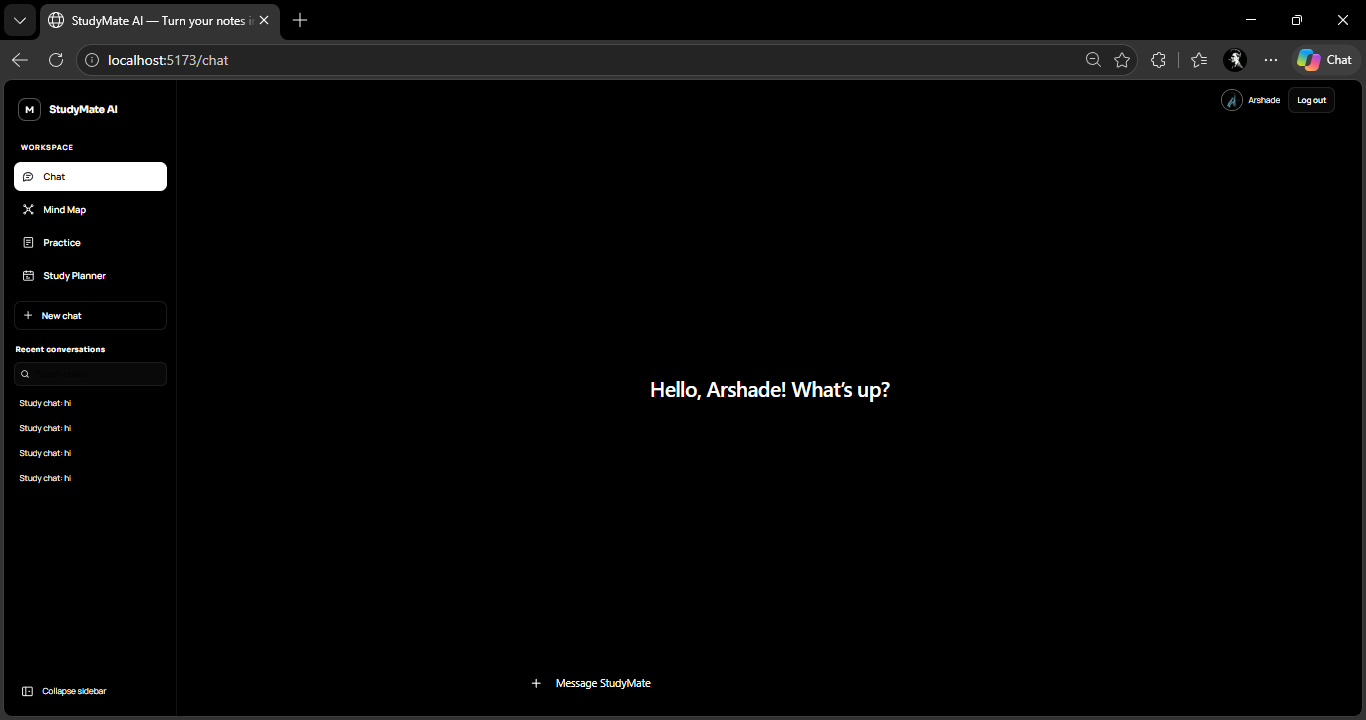 StudyMate AI — Turn your notes i
localhost:5173/chat
Chat
M StudyMate AI
Arshade
Log out
WORKSPACE
Chat
Mind Map
Practice
Study Planner
New chat
Recent conversations
Study chat: hi
Study chat: hi
Study chat: hi
Study chat: hi
Hello, Arshade! What's up?
Message StudyMate
Collapse sidebar